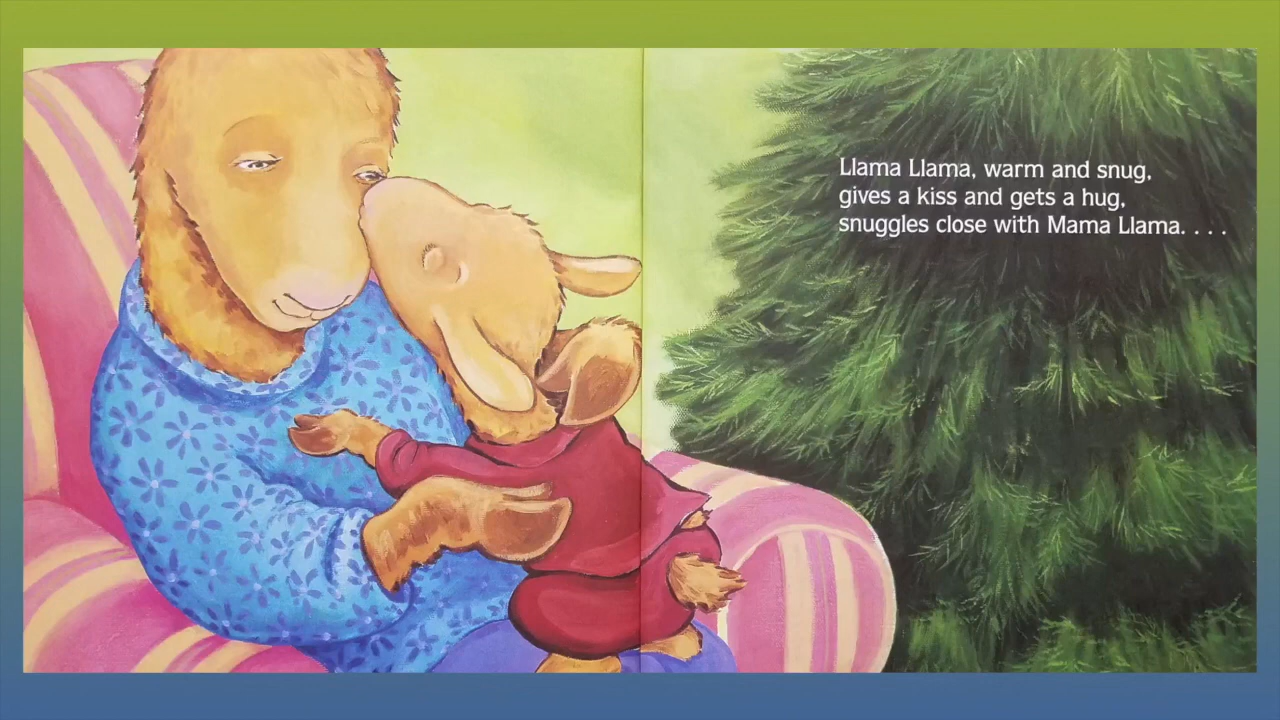 Llama Llama, warm and snug,
gives a kiss and gets a hug,
snuggles close with Mama Llama. . . .